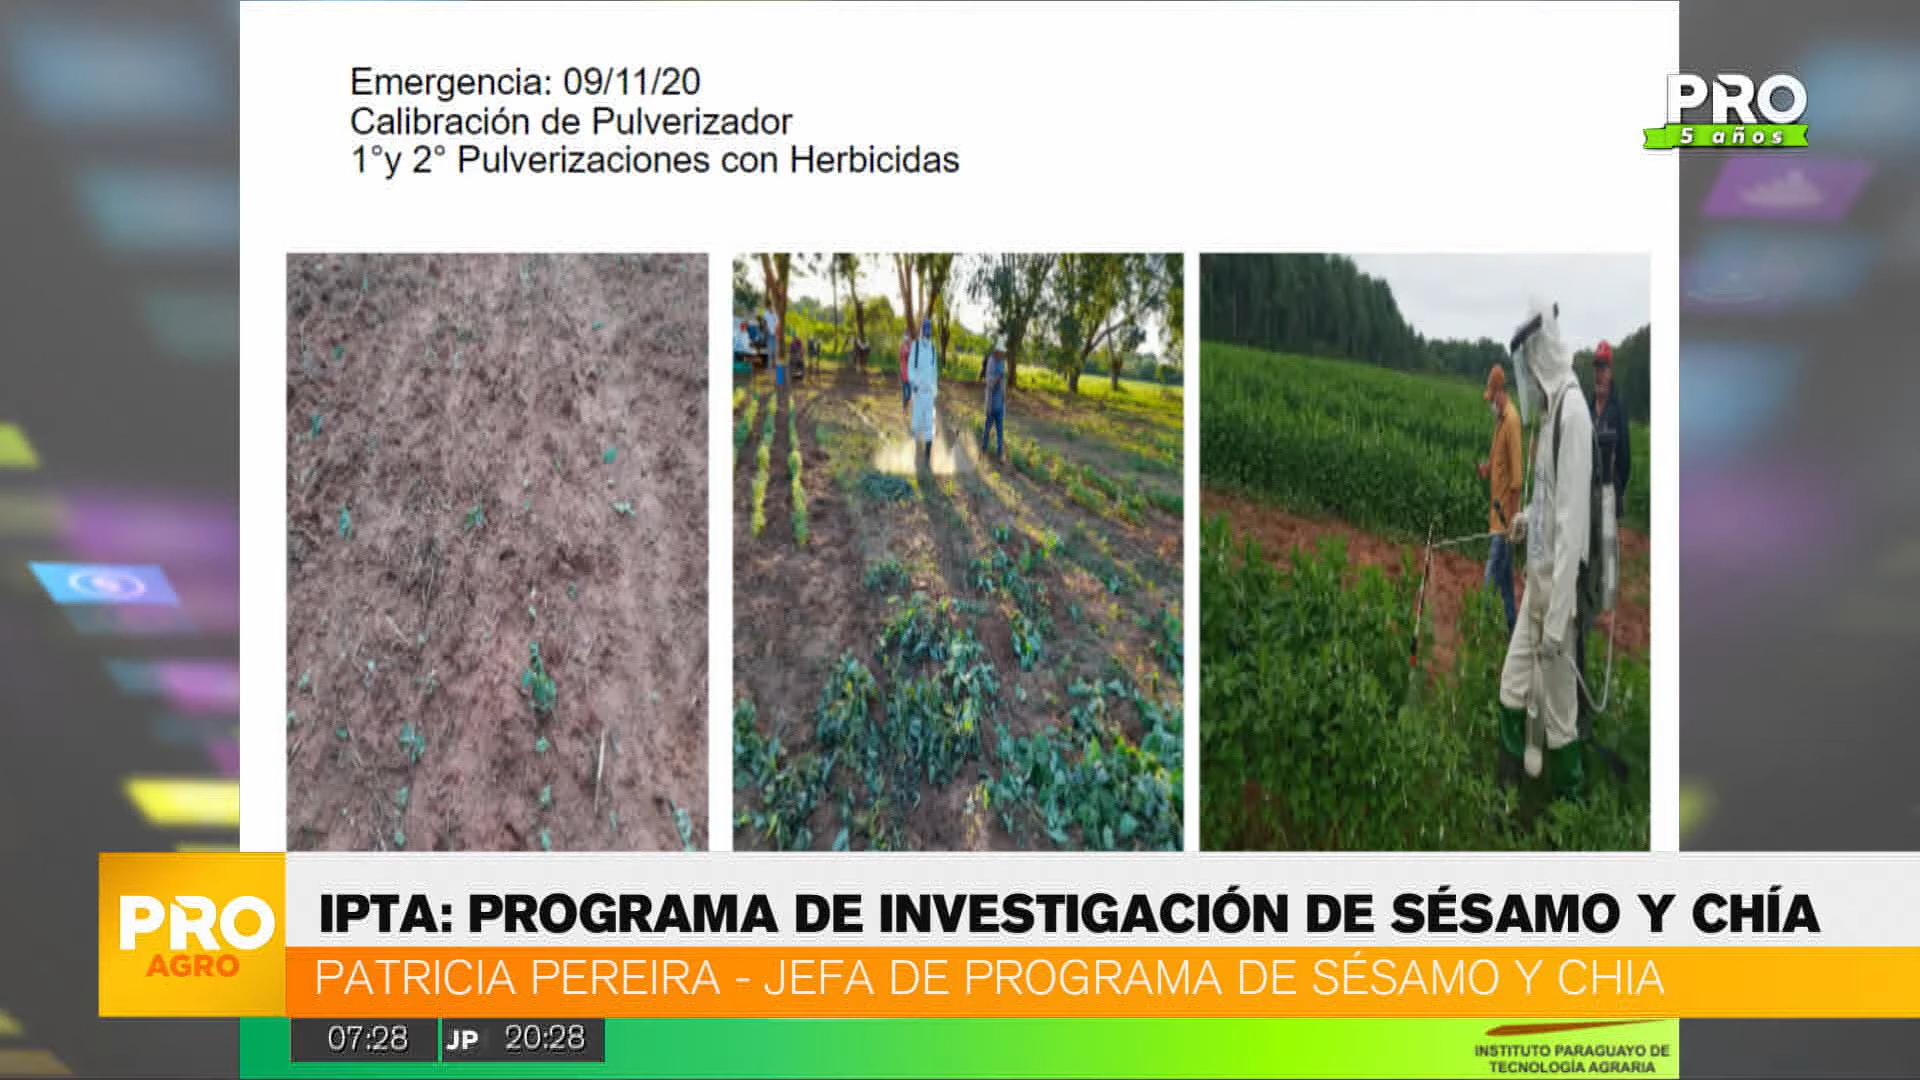 Emergencia: 09/11/20
Calibración de Pulverizador
1°y 2° Pulverizaciones con Herbicidas
PRO
5 años
PRO
AGRO
IPTA: PROGRAMA DE INVESTIGACIÓN DE SÉSAMO Y CHÍA
PATRICIA PEREIRA - JEFA DE PROGRAMA DE SÉSAMO Y CHIA
07:28 JP 20:28
INSTITUTO PARAGUAYO DE
TECNOLOGÍA AGRARIA